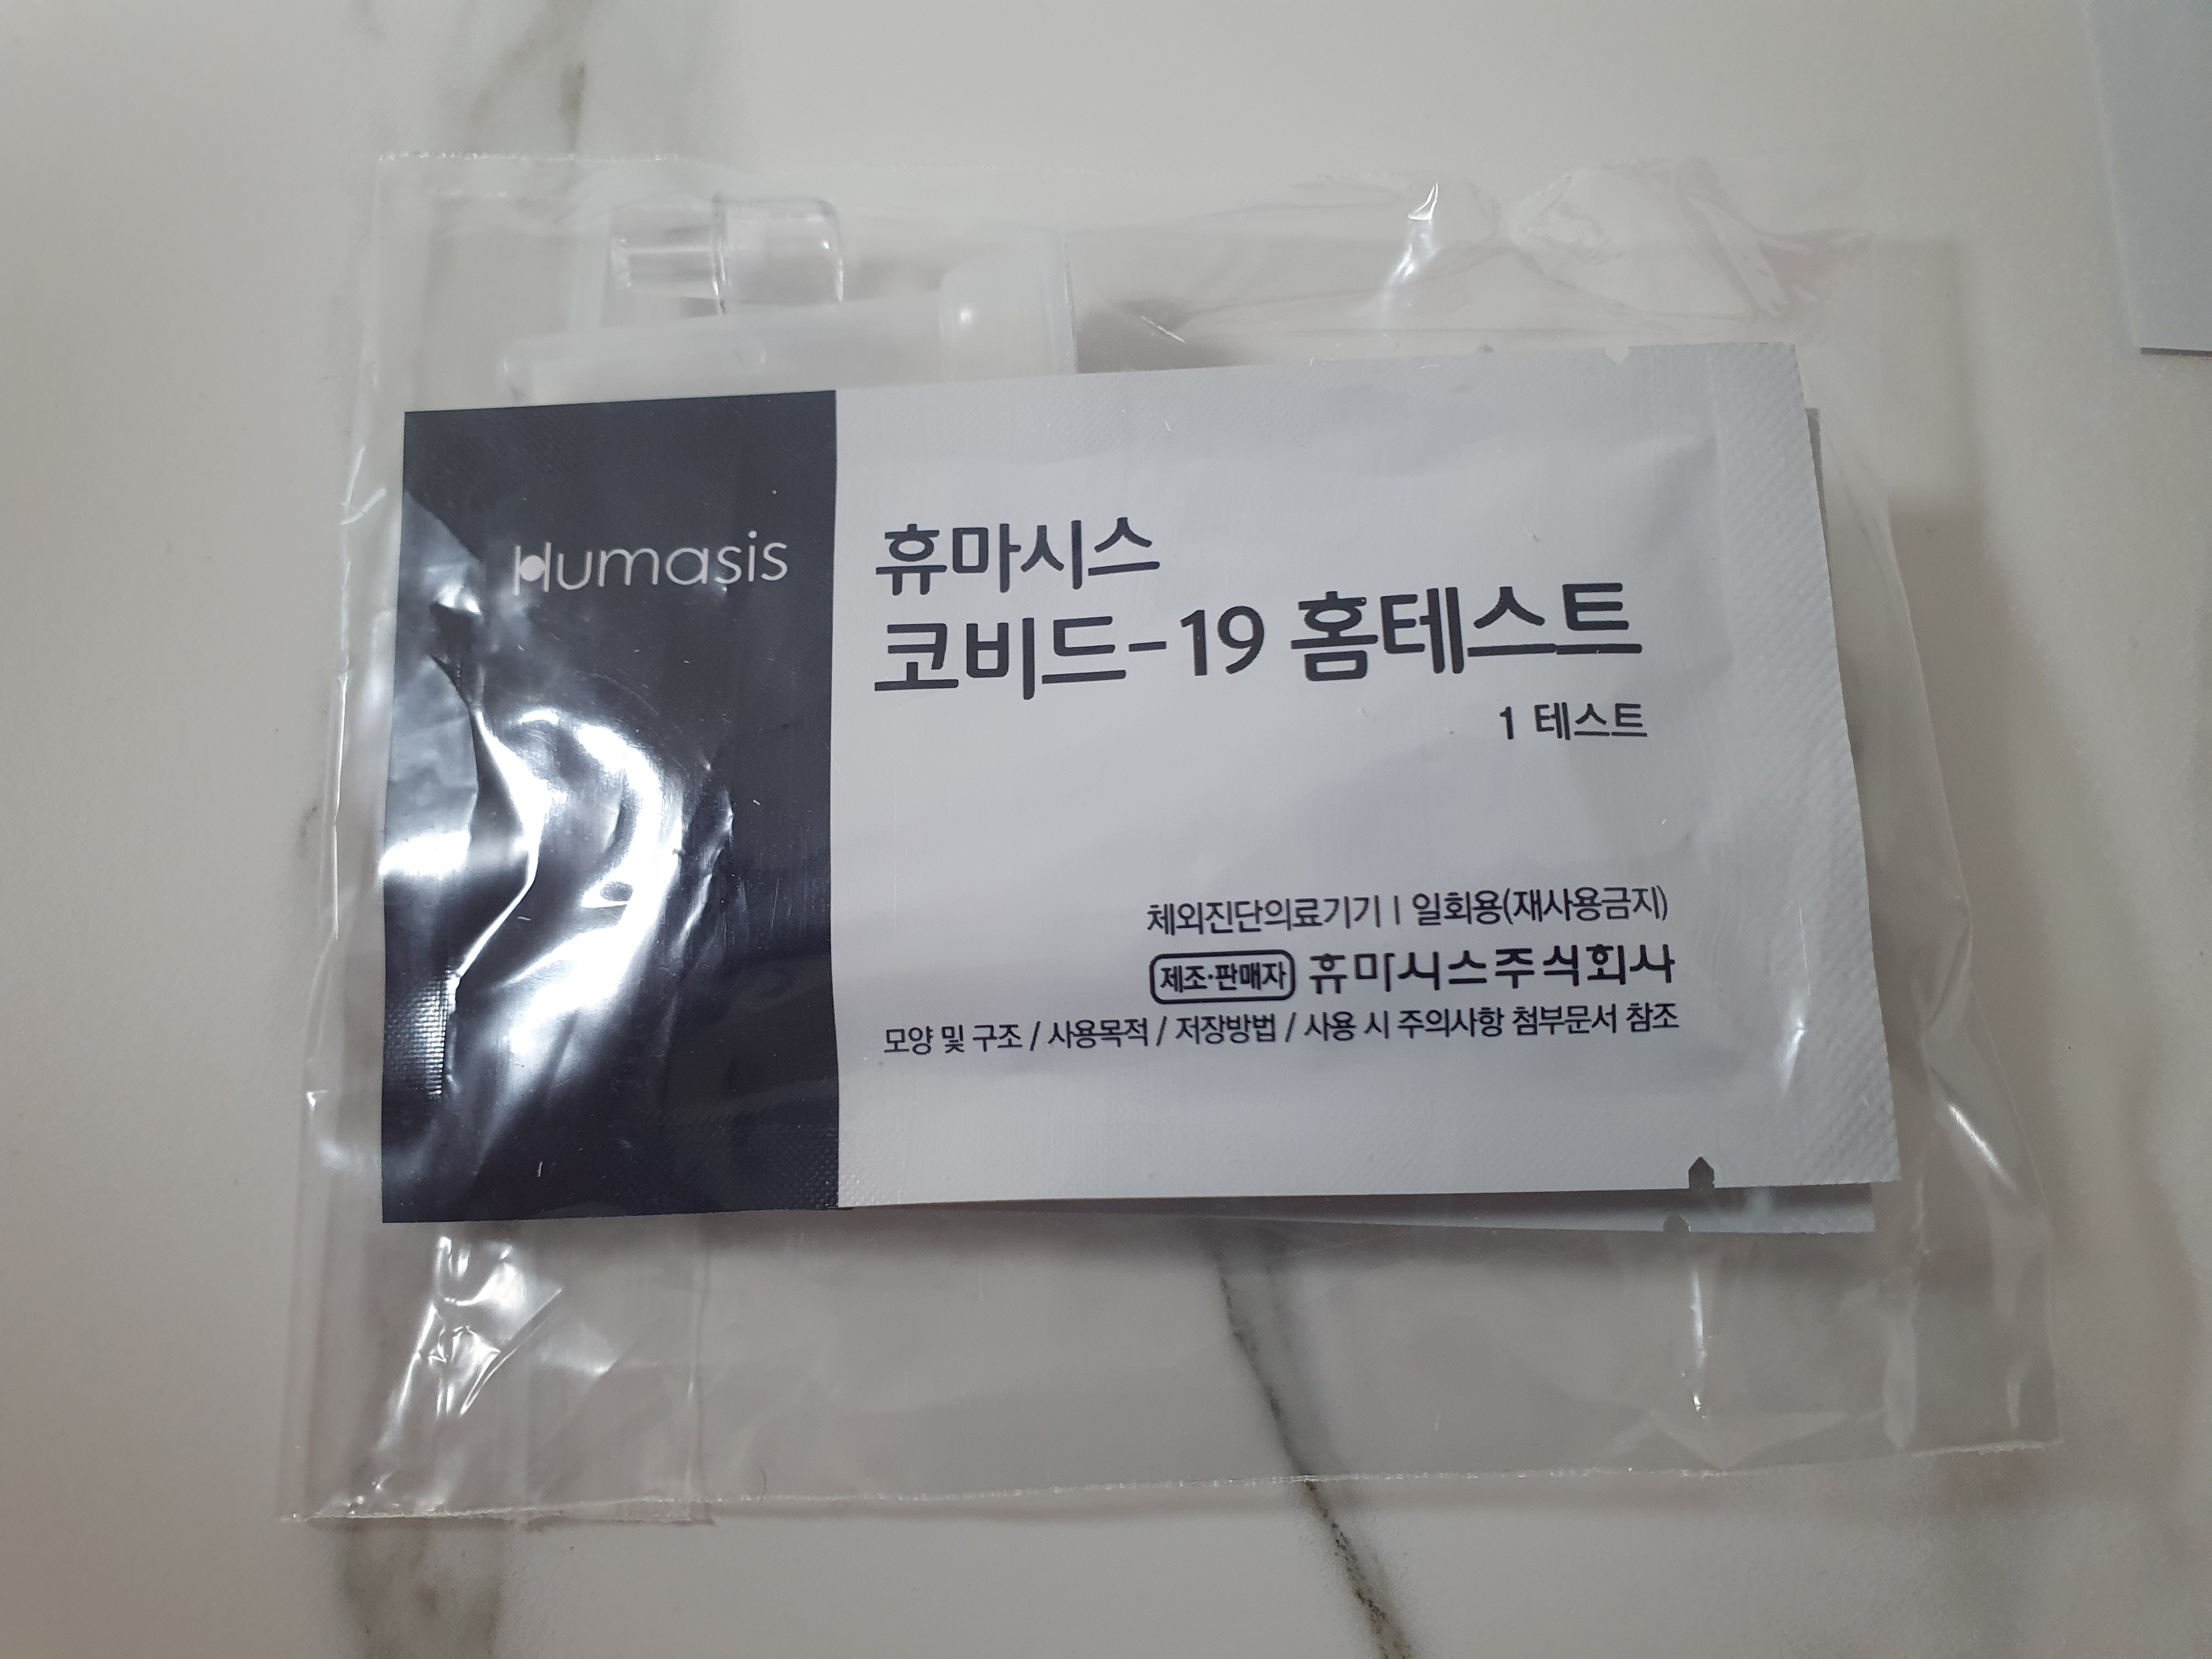 Humasis
휴마시스
코비드-19 홈테스트
1 테스트
체외진단의료기기 | 일회용(재사용금지)
제조·판매자 휴마시스주식회사
모양 및 구조 / 사용목적 / 저장방법 / 사용 시 주의사항 첨부문서 참조